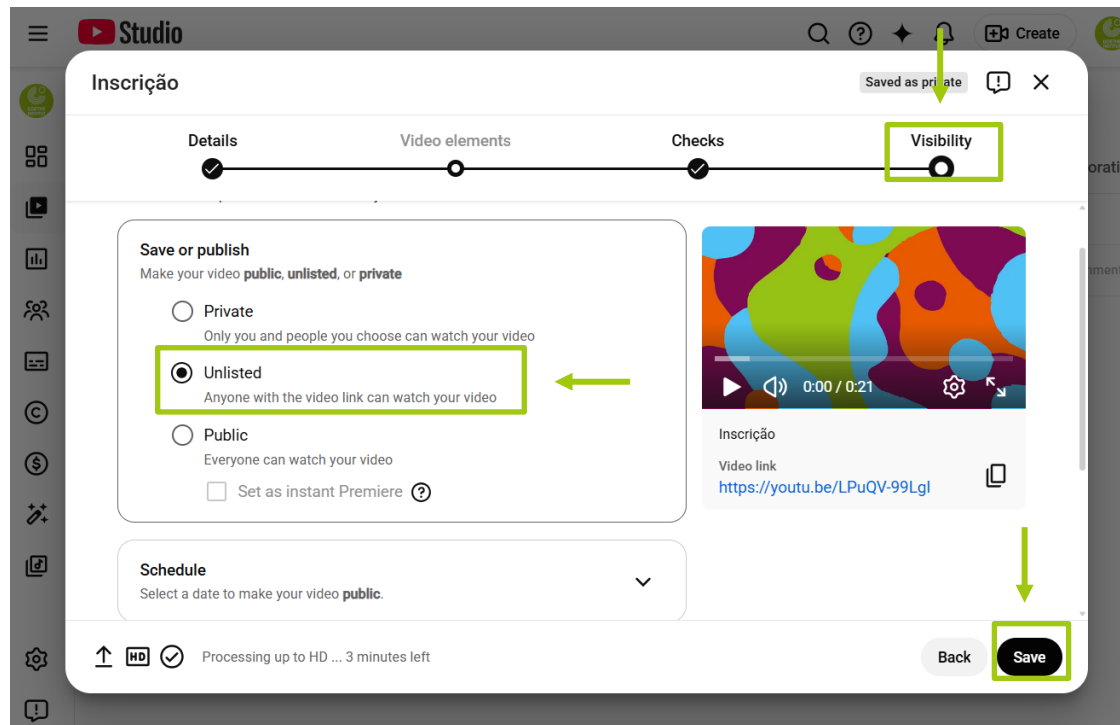 Studio
Create
Inscrição
Saved as private
Details
Video elements
Checks
Visibility
Save or publish
Make your video public, unlisted, or private
Private
Only you and people you choose can watch your video
Unlisted
Anyone with the video link can watch your video
Public
Everyone can watch your video
Set as instant Premiere
0:00 / 0:21
Inscrição
Video link
https://youtu.be/LPuQV-99LgI
Schedule
Select a date to make your video public.
HD
Processing up to HD ... 3 minutes left
Back
Save